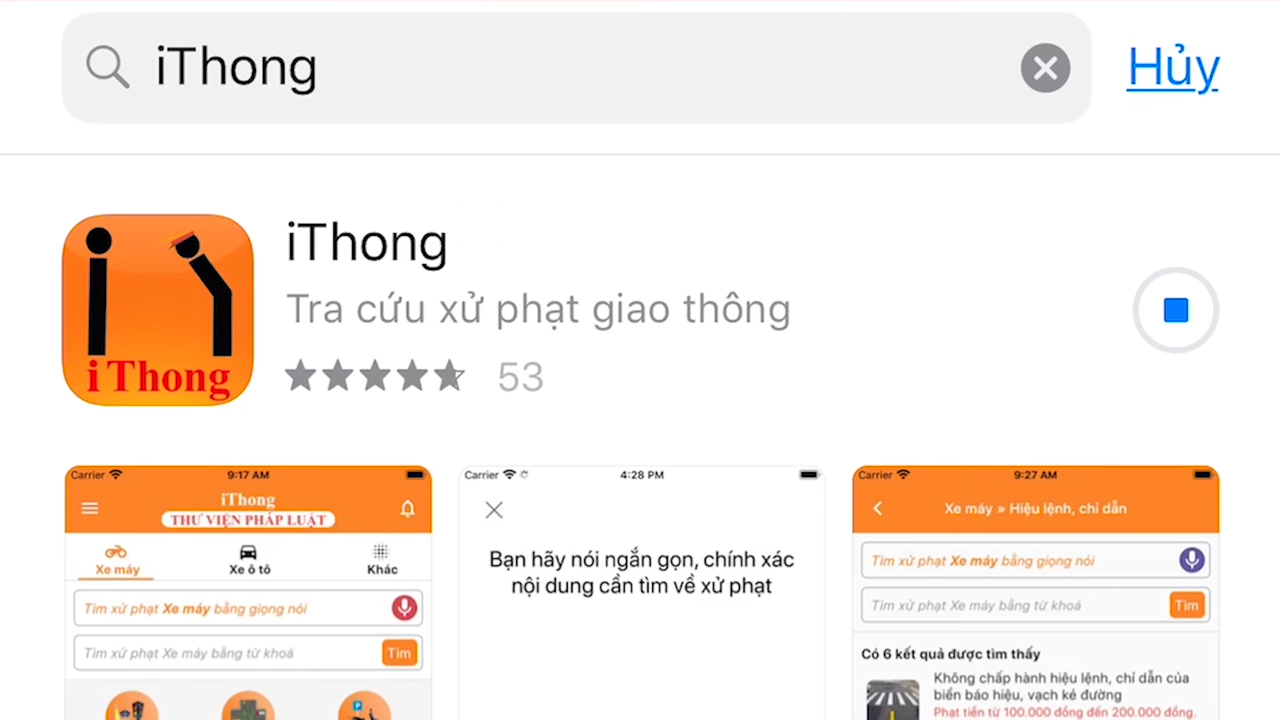 iThong
Hủy
iThong
Tra cứu xử phạt giao thông
53
i Thong
Carrier 9:17 AM
iThong
THƯ VIỆN PHÁP LUẬT
Xe máy Xe ô tô Khác
Tìm xử phạt Xe máy bằng giọng nói
Tìm xử phạt Xe máy bằng từ khoá Tìm
Carrier 4:28 PM
Bạn hãy nói ngắn gọn, chính xác
nội dung cần tìm về xử phạt
Carrier 9:27 AM
Xe máy » Hiệu lệnh, chỉ dẫn
Tìm xử phạt Xe máy bằng giọng nói
Tìm xử phạt Xe máy bằng từ khoá Tìm
Có 6 kết quả được tìm thấy
Không chấp hành hiệu lệnh, chỉ dẫn của
biển báo hiệu, vạch kẻ đường
Phạt tiền từ 100.000 đồng đến 200.000 đồng.